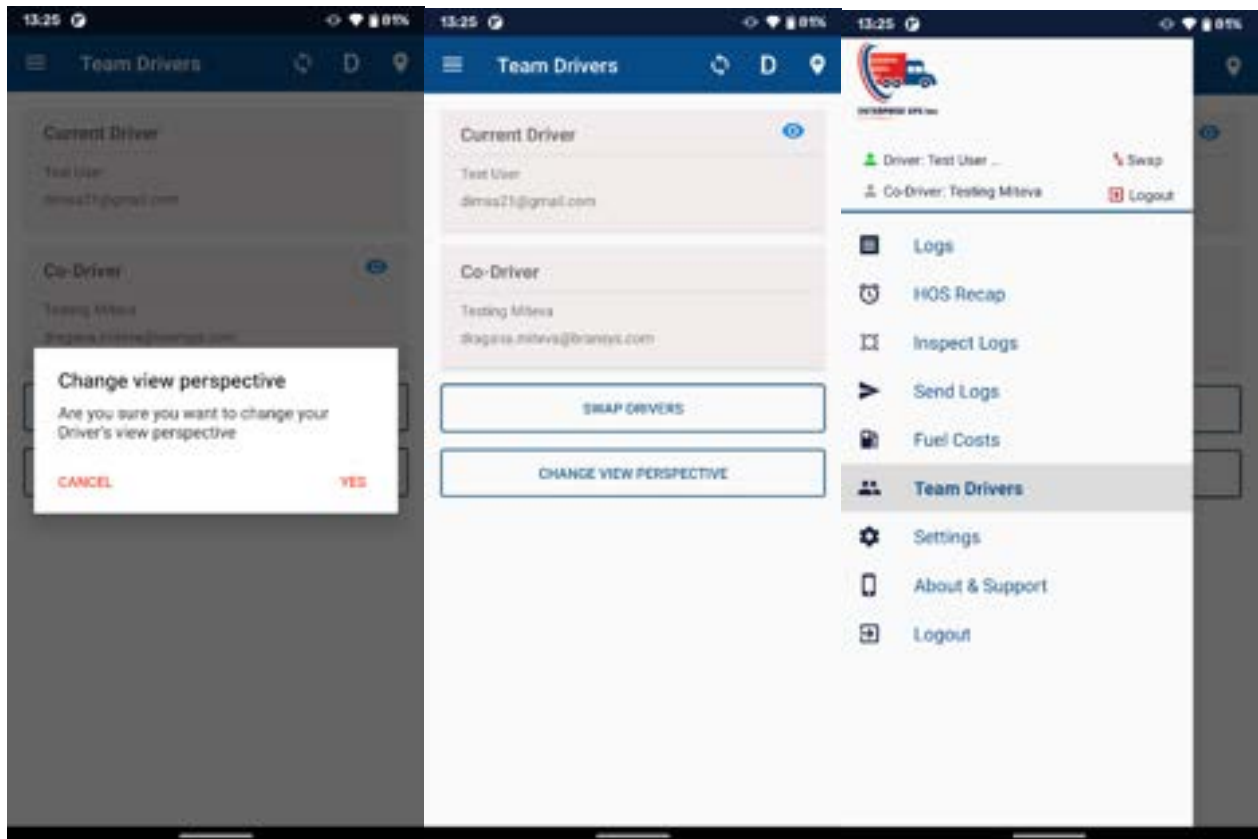 13:25
81%
Team Drivers
D
Current Driver
Test User
Co-Driver
Testing Miteva
Change view perspective
Are you sure you want to change your
Driver's view perspective
CANCEL
YES
13:25
81%
Team Drivers
D
Current Driver
Test User
dimsa21@gmail.com
Co-Driver
Testing Miteva
SWAP DRIVERS
CHANGE VIEW PERSPECTIVE
13:25
81%
Driver: Test User ...
Swap
Co-Driver: Testing Miteva
Logout
Logs
HOS Recap
Inspect Logs
Send Logs
Fuel Costs
Team Drivers
Settings
About & Support
Logout